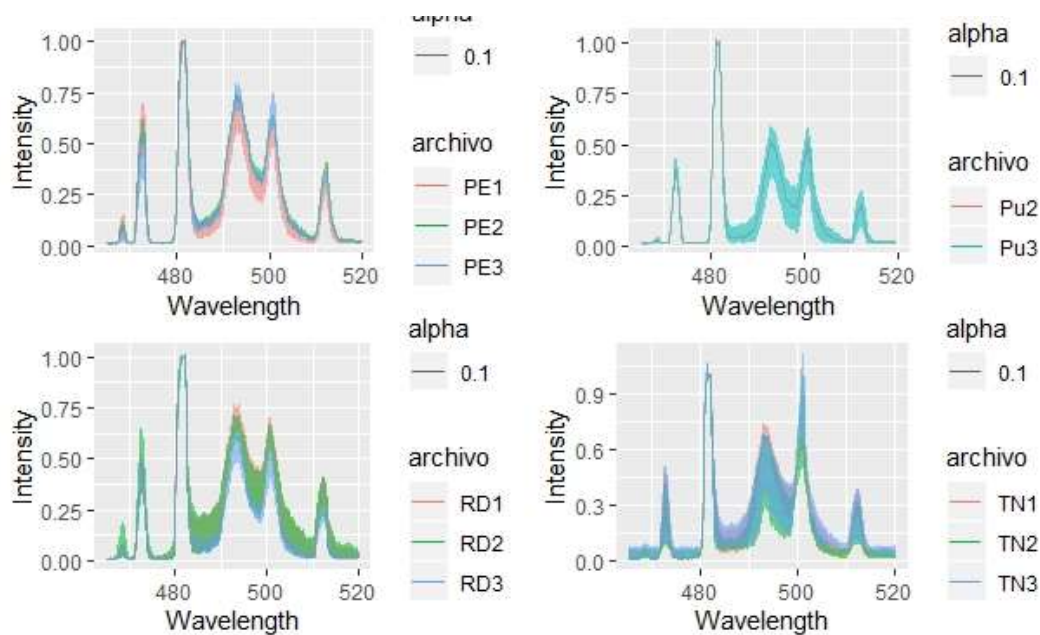 alpha
0.1
archivo
PE1
PE2
PE3
1.00
0.75
0.50
0.25
0.00
Intensity
480
500
520
Wavelength
alpha
0.1
archivo
Pu2
Pu3
1.00
0.75
0.50
0.25
0.00
Intensity
480
500
520
Wavelength
alpha
0.1
archivo
RD1
RD2
RD3
1.00
0.75
0.50
0.25
0.00
Intensity
480
500
520
Wavelength
alpha
0.1
archivo
TN1
TN2
TN3
0.9
0.6
0.3
0.0
Intensity
480
500
520
Wavelength